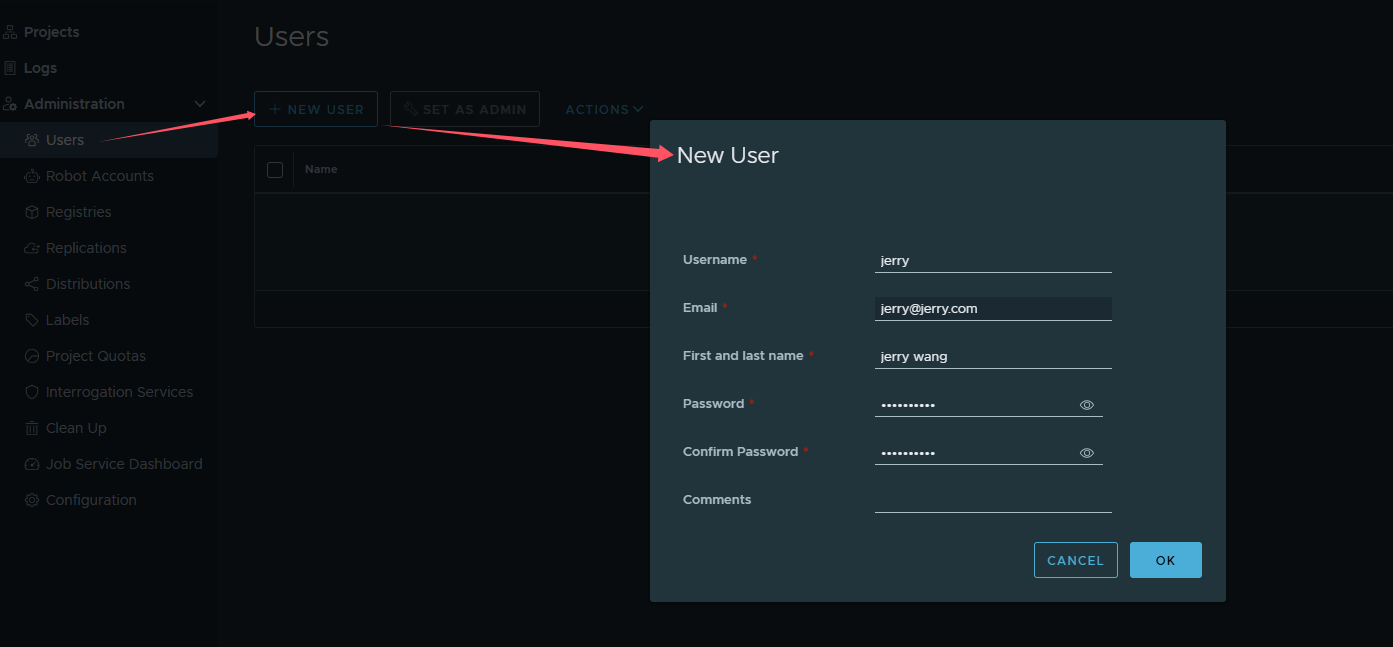 Projects
Logs
Administration
Users
Robot Accounts
Registries
Replications
Distributions
Labels
Project Quotas
Interrogation Services
Clean Up
Job Service Dashboard
Configuration
Users
+ NEW USER
SET AS ADMIN
ACTIONS
Name
New User
Username *
jerry
Email *
jerry@jerry.com
First and last name *
jerry wang
Password *
••••••••••
Confirm Password *
••••••••••
Comments
CANCEL
OK